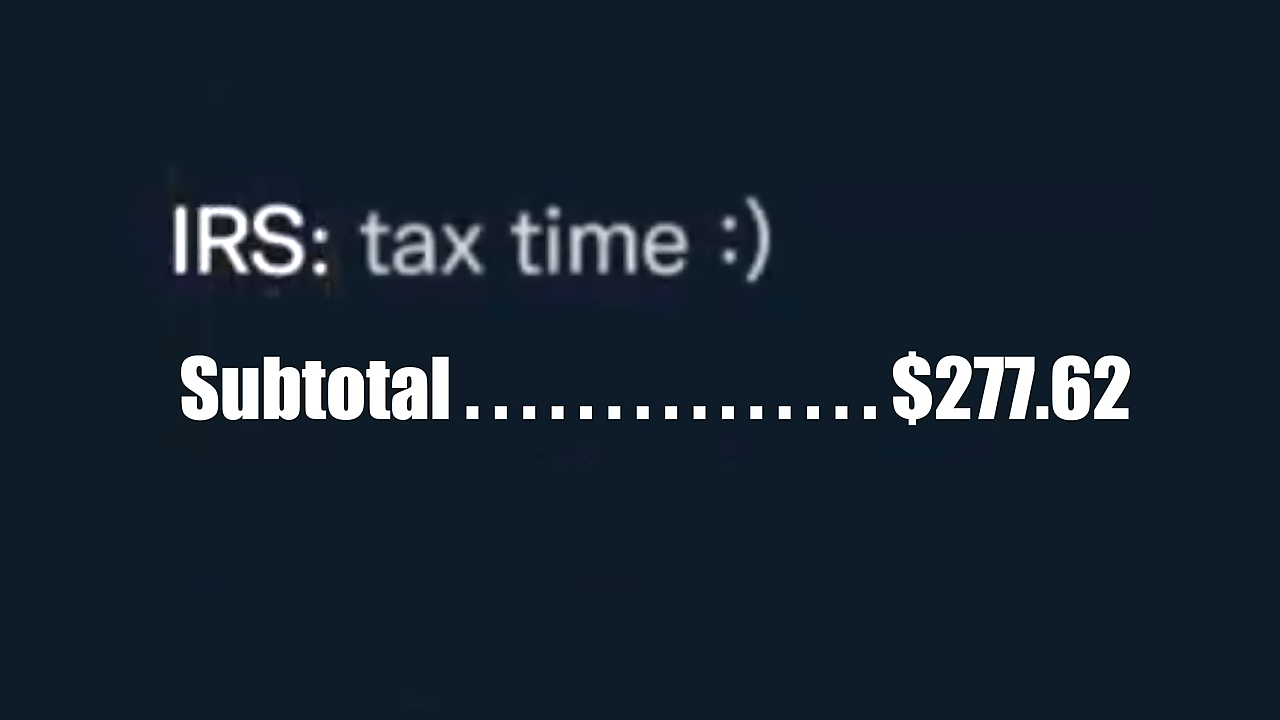 IRS: tax time :)
Subtotal . . . . . . . . . . . . . . . $277.62